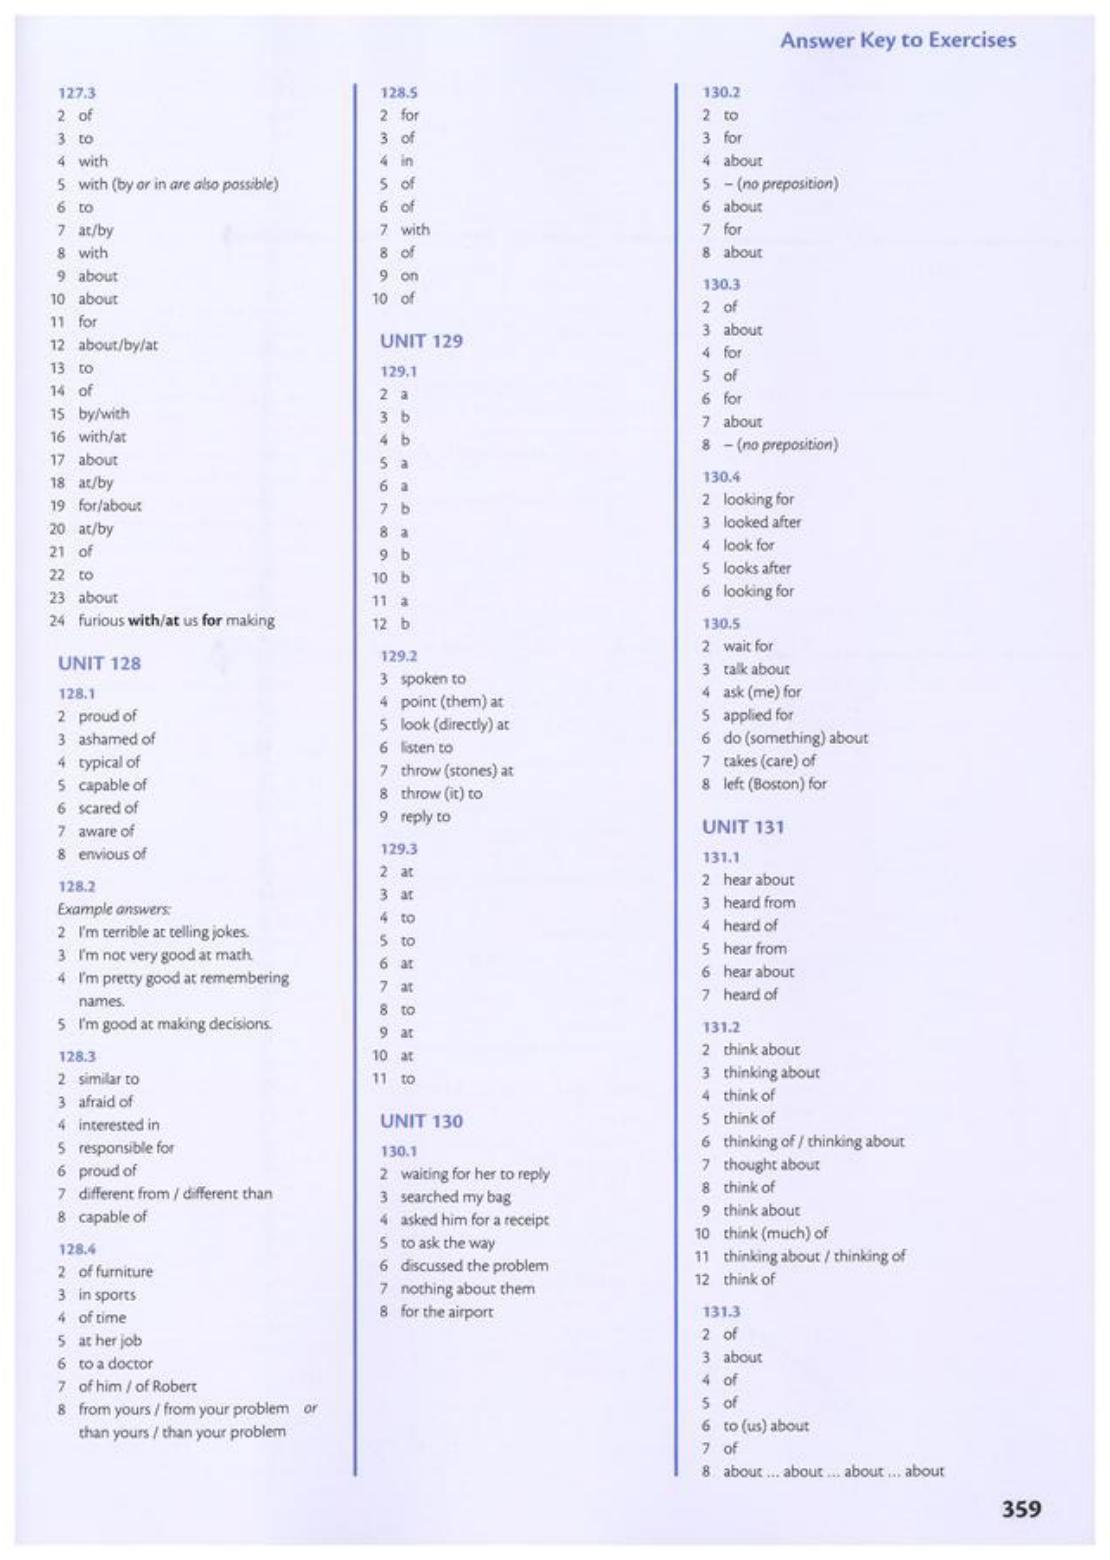 Answer Key to Exercises
127.3
2 of
3 to
4 with
5 with (by or in are also possible)
6 to
7 at/by
8 with
9 about
10 about
11 for
12 about/by/at
13 to
14 of
15 by/with
16 with/at
17 about
18 at/by
19 for/about
20 at/by
21 of
22 to
23 about
24 furious with/at us for making
UNIT 128
128.1
2 proud of
3 ashamed of
4 typical of
5 capable of
6 scared of
7 aware of
8 envious of
128.2
Example answers:
2 I'm terrible at telling jokes.
3 I'm not very good at math.
4 I'm pretty good at remembering
names.
5 I'm good at making decisions.
128.3
2 similar to
3 afraid of
4 interested in
5 responsible for
6 proud of
7 different from / different than
8 capable of
128.4
2 of furniture
3 in sports
4 of time
5 at her job
6 to a doctor
7 of him / of Robert
8 from yours / from your problem or
than yours / than your problem
128.5
2 for
3 of
4 in
5 of
6 of
7 with
8 of
9 on
10 of
UNIT 129
129.1
2 a
3 b
4 b
5 a
6 a
7 b
8 a
9 b
10 b
11 a
12 b
129.2
3 spoken to
4 point (them) at
5 look (directly) at
6 listen to
7 throw (stones) at
8 throw (it) to
9 reply to
129.3
2 at
3 at
4 to
5 to
6 at
7 at
8 to
9 at
10 at
11 to
UNIT 130
130.1
2 waiting for her to reply
3 searched my bag
4 asked him for a receipt
5 to ask the way
6 discussed the problem
7 nothing about them
8 for the airport
130.2
2 to
3 for
4 about
5 – (no preposition)
6 about
7 for
8 about
130.3
2 of
3 about
4 for
5 of
6 for
7 about
8 – (no preposition)
130.4
2 looking for
3 looked after
4 look for
5 looks after
6 looking for
130.5
2 wait for
3 talk about
4 ask (me) for
5 applied for
6 do (something) about
7 takes (care) of
8 left (Boston) for
UNIT 131
131.1
2 hear about
3 heard from
4 heard of
5 hear from
6 hear about
7 heard of
131.2
2 think about
3 thinking about
4 think of
5 think of
6 thinking of / thinking about
7 thought about
8 think of
9 think about
10 think (much) of
11 thinking about / thinking of
12 think of
131.3
2 of
3 about
4 of
5 of
6 to (us) about
7 of
8 about ... about ... about ... about
359